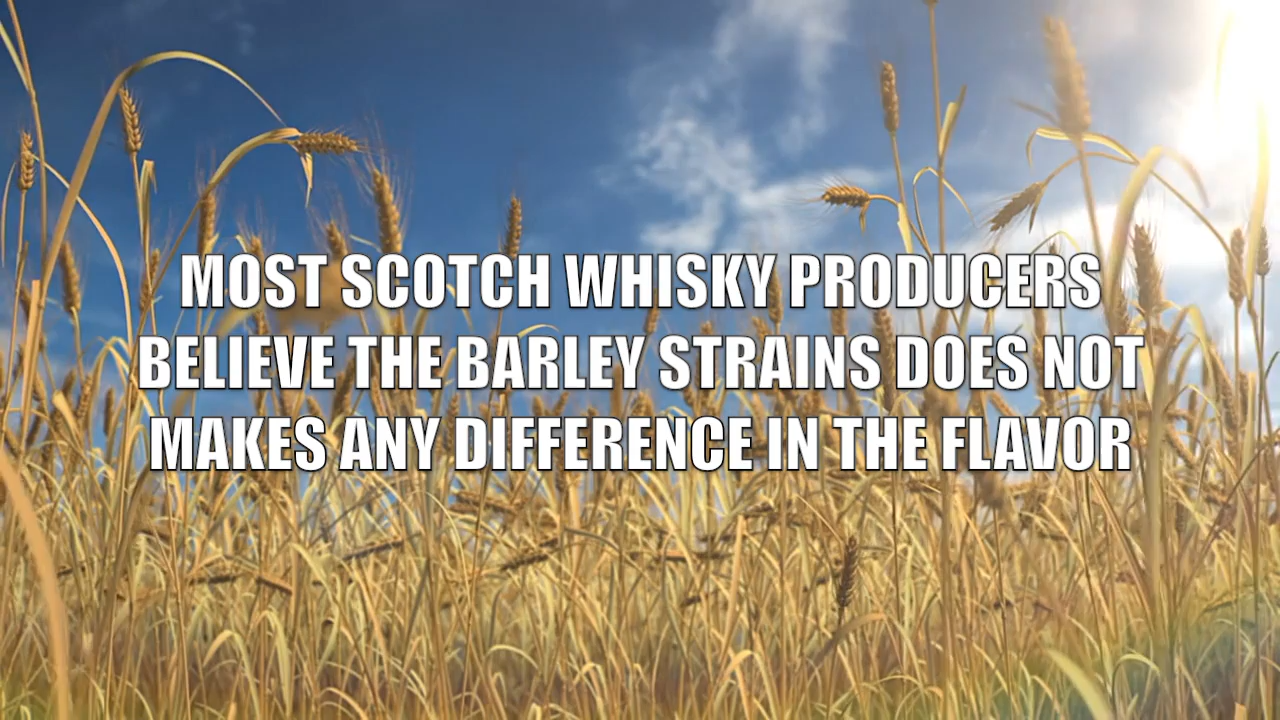 MOST SCOTCH WHISKY PRODUCERS
BELIEVE THE BARLEY STRAINS DOES NOT
MAKES ANY DIFFERENCE IN THE FLAVOR